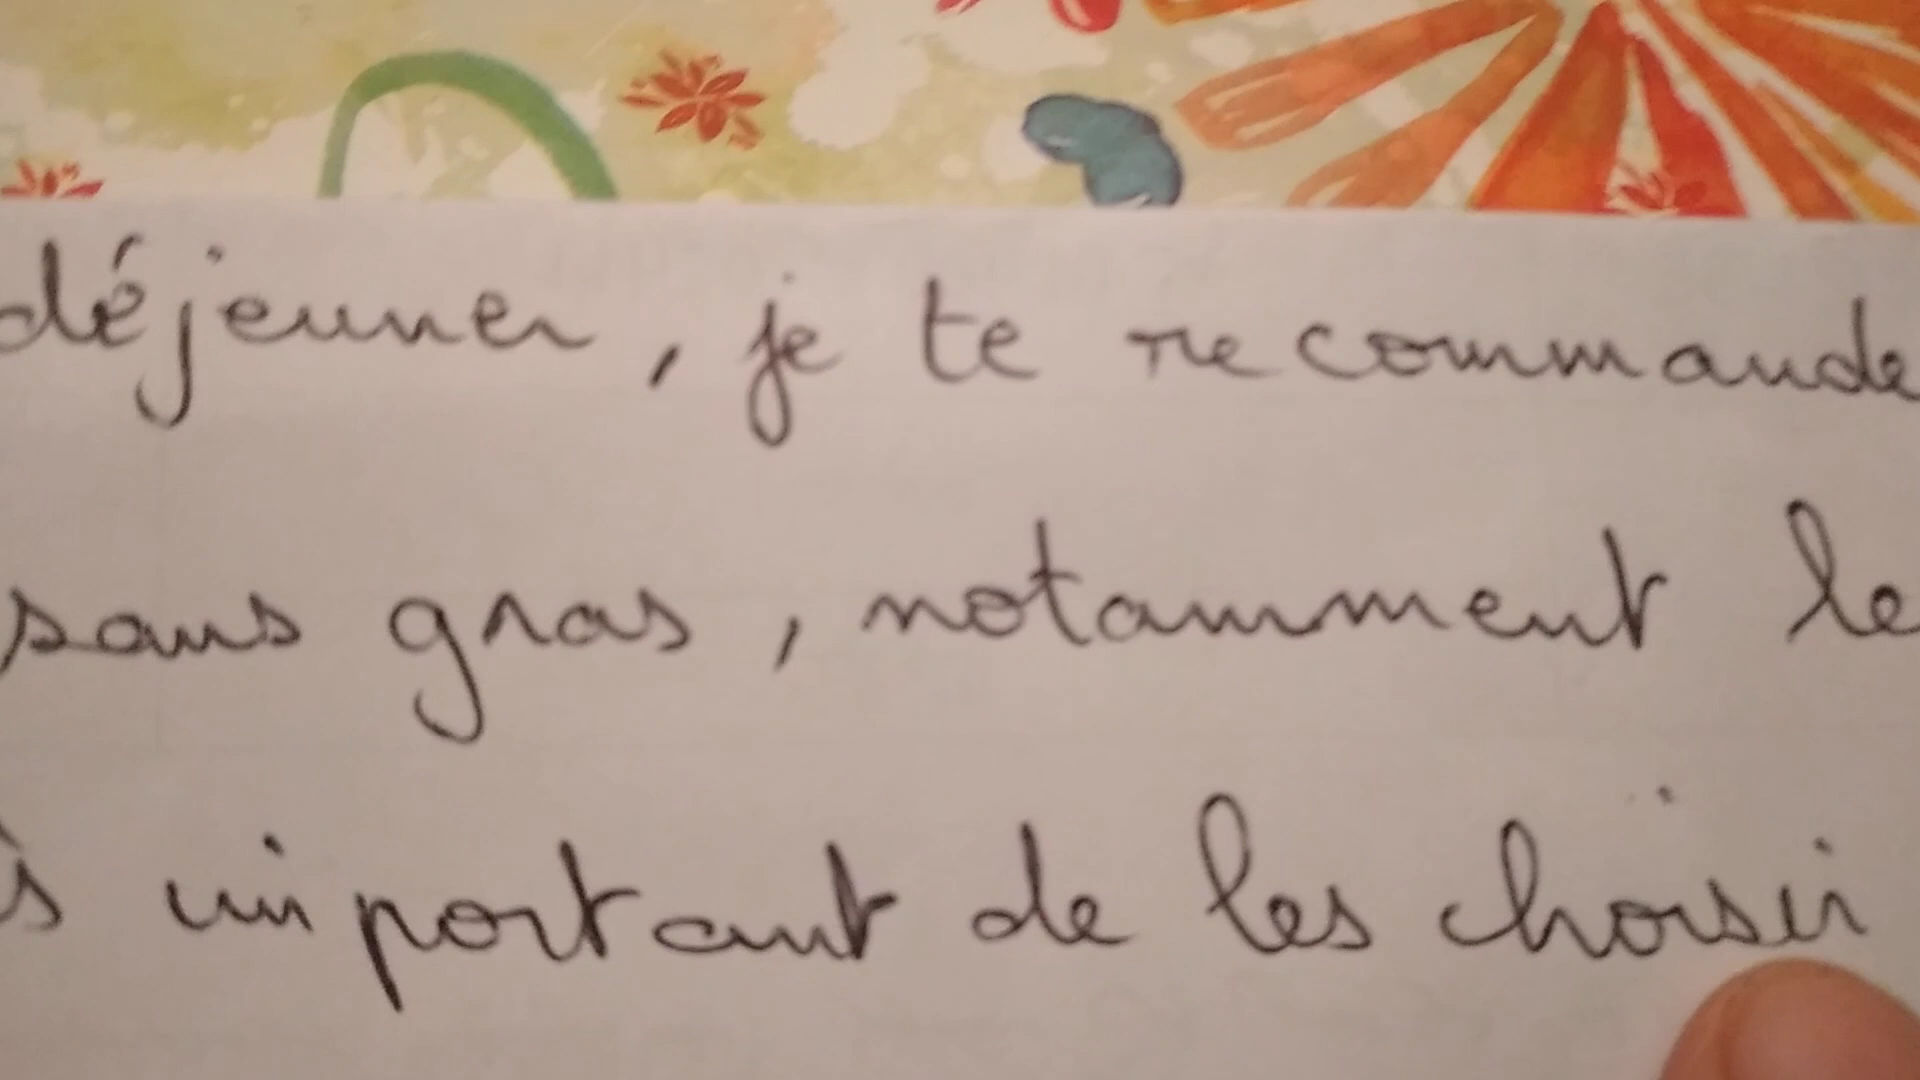 déjeuner, je te recommande
sans gras, notamment le
important de les choisir